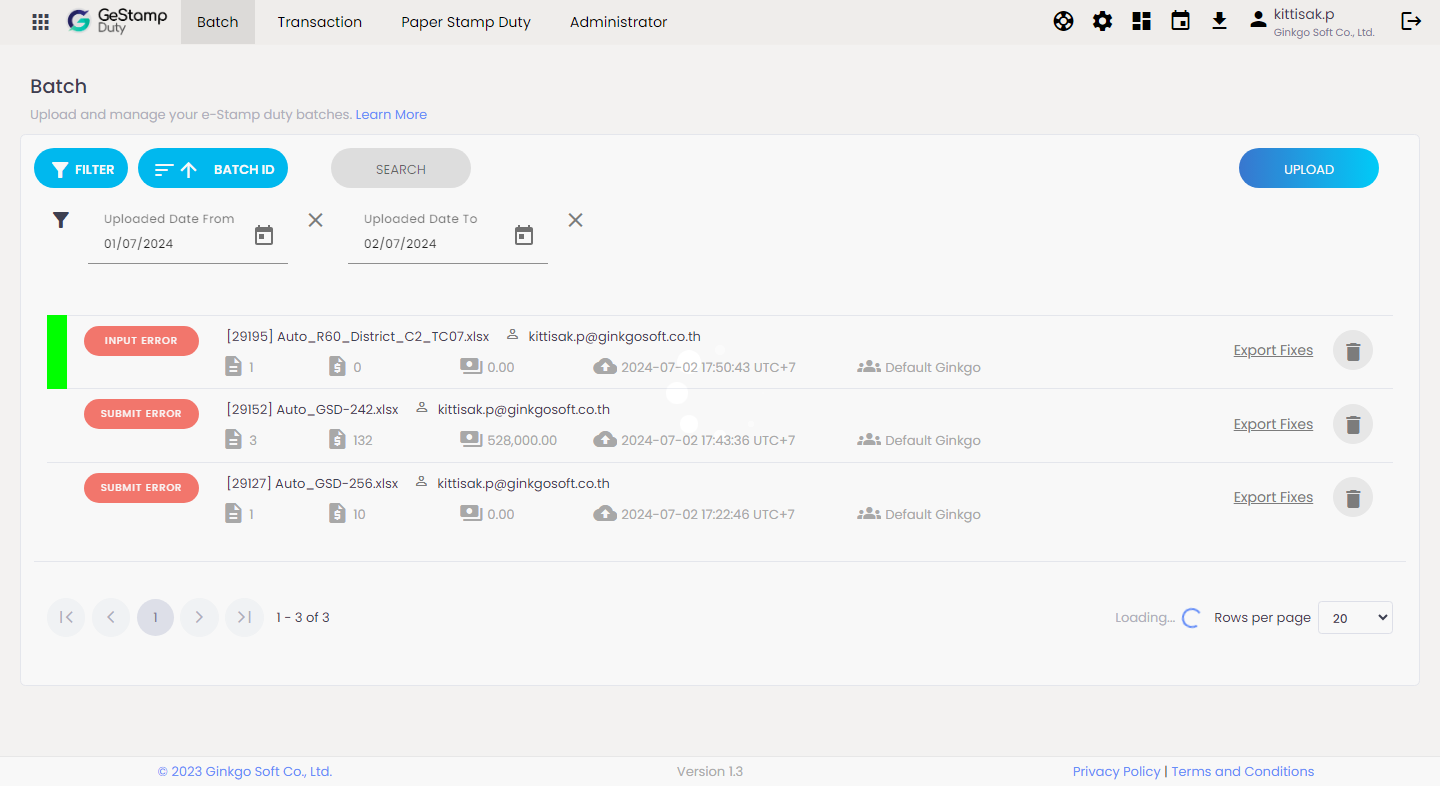 GeStamp
Duty
Batch
Transaction
Paper Stamp Duty
Administrator
kittisak.p
Ginkgo Soft Co., Ltd.
Batch
Upload and manage your e-Stamp duty batches. Learn More
FILTER
BATCH ID
SEARCH
UPLOAD
Uploaded Date From
01/07/2024
Uploaded Date To
02/07/2024
INPUT ERROR
[29195] Auto_R60_District_C2_TC07.xlsx kittisak.p@ginkgosoft.co.th
1 0 0.00 2024-07-02 17:50:43 UTC+7 Default Ginkgo
Export Fixes
SUBMIT ERROR
[29152] Auto_GSD-242.xlsx kittisak.p@ginkgosoft.co.th
3 132 528,000.00 2024-07-02 17:43:36 UTC+7 Default Ginkgo
Export Fixes
SUBMIT ERROR
[29127] Auto_GSD-256.xlsx kittisak.p@ginkgosoft.co.th
1 10 0.00 2024-07-02 17:22:46 UTC+7 Default Ginkgo
Export Fixes
1
1 - 3 of 3
Loading...
Rows per page
20
© 2023 Ginkgo Soft Co., Ltd.
Version 1.3
Privacy Policy | Terms and Conditions